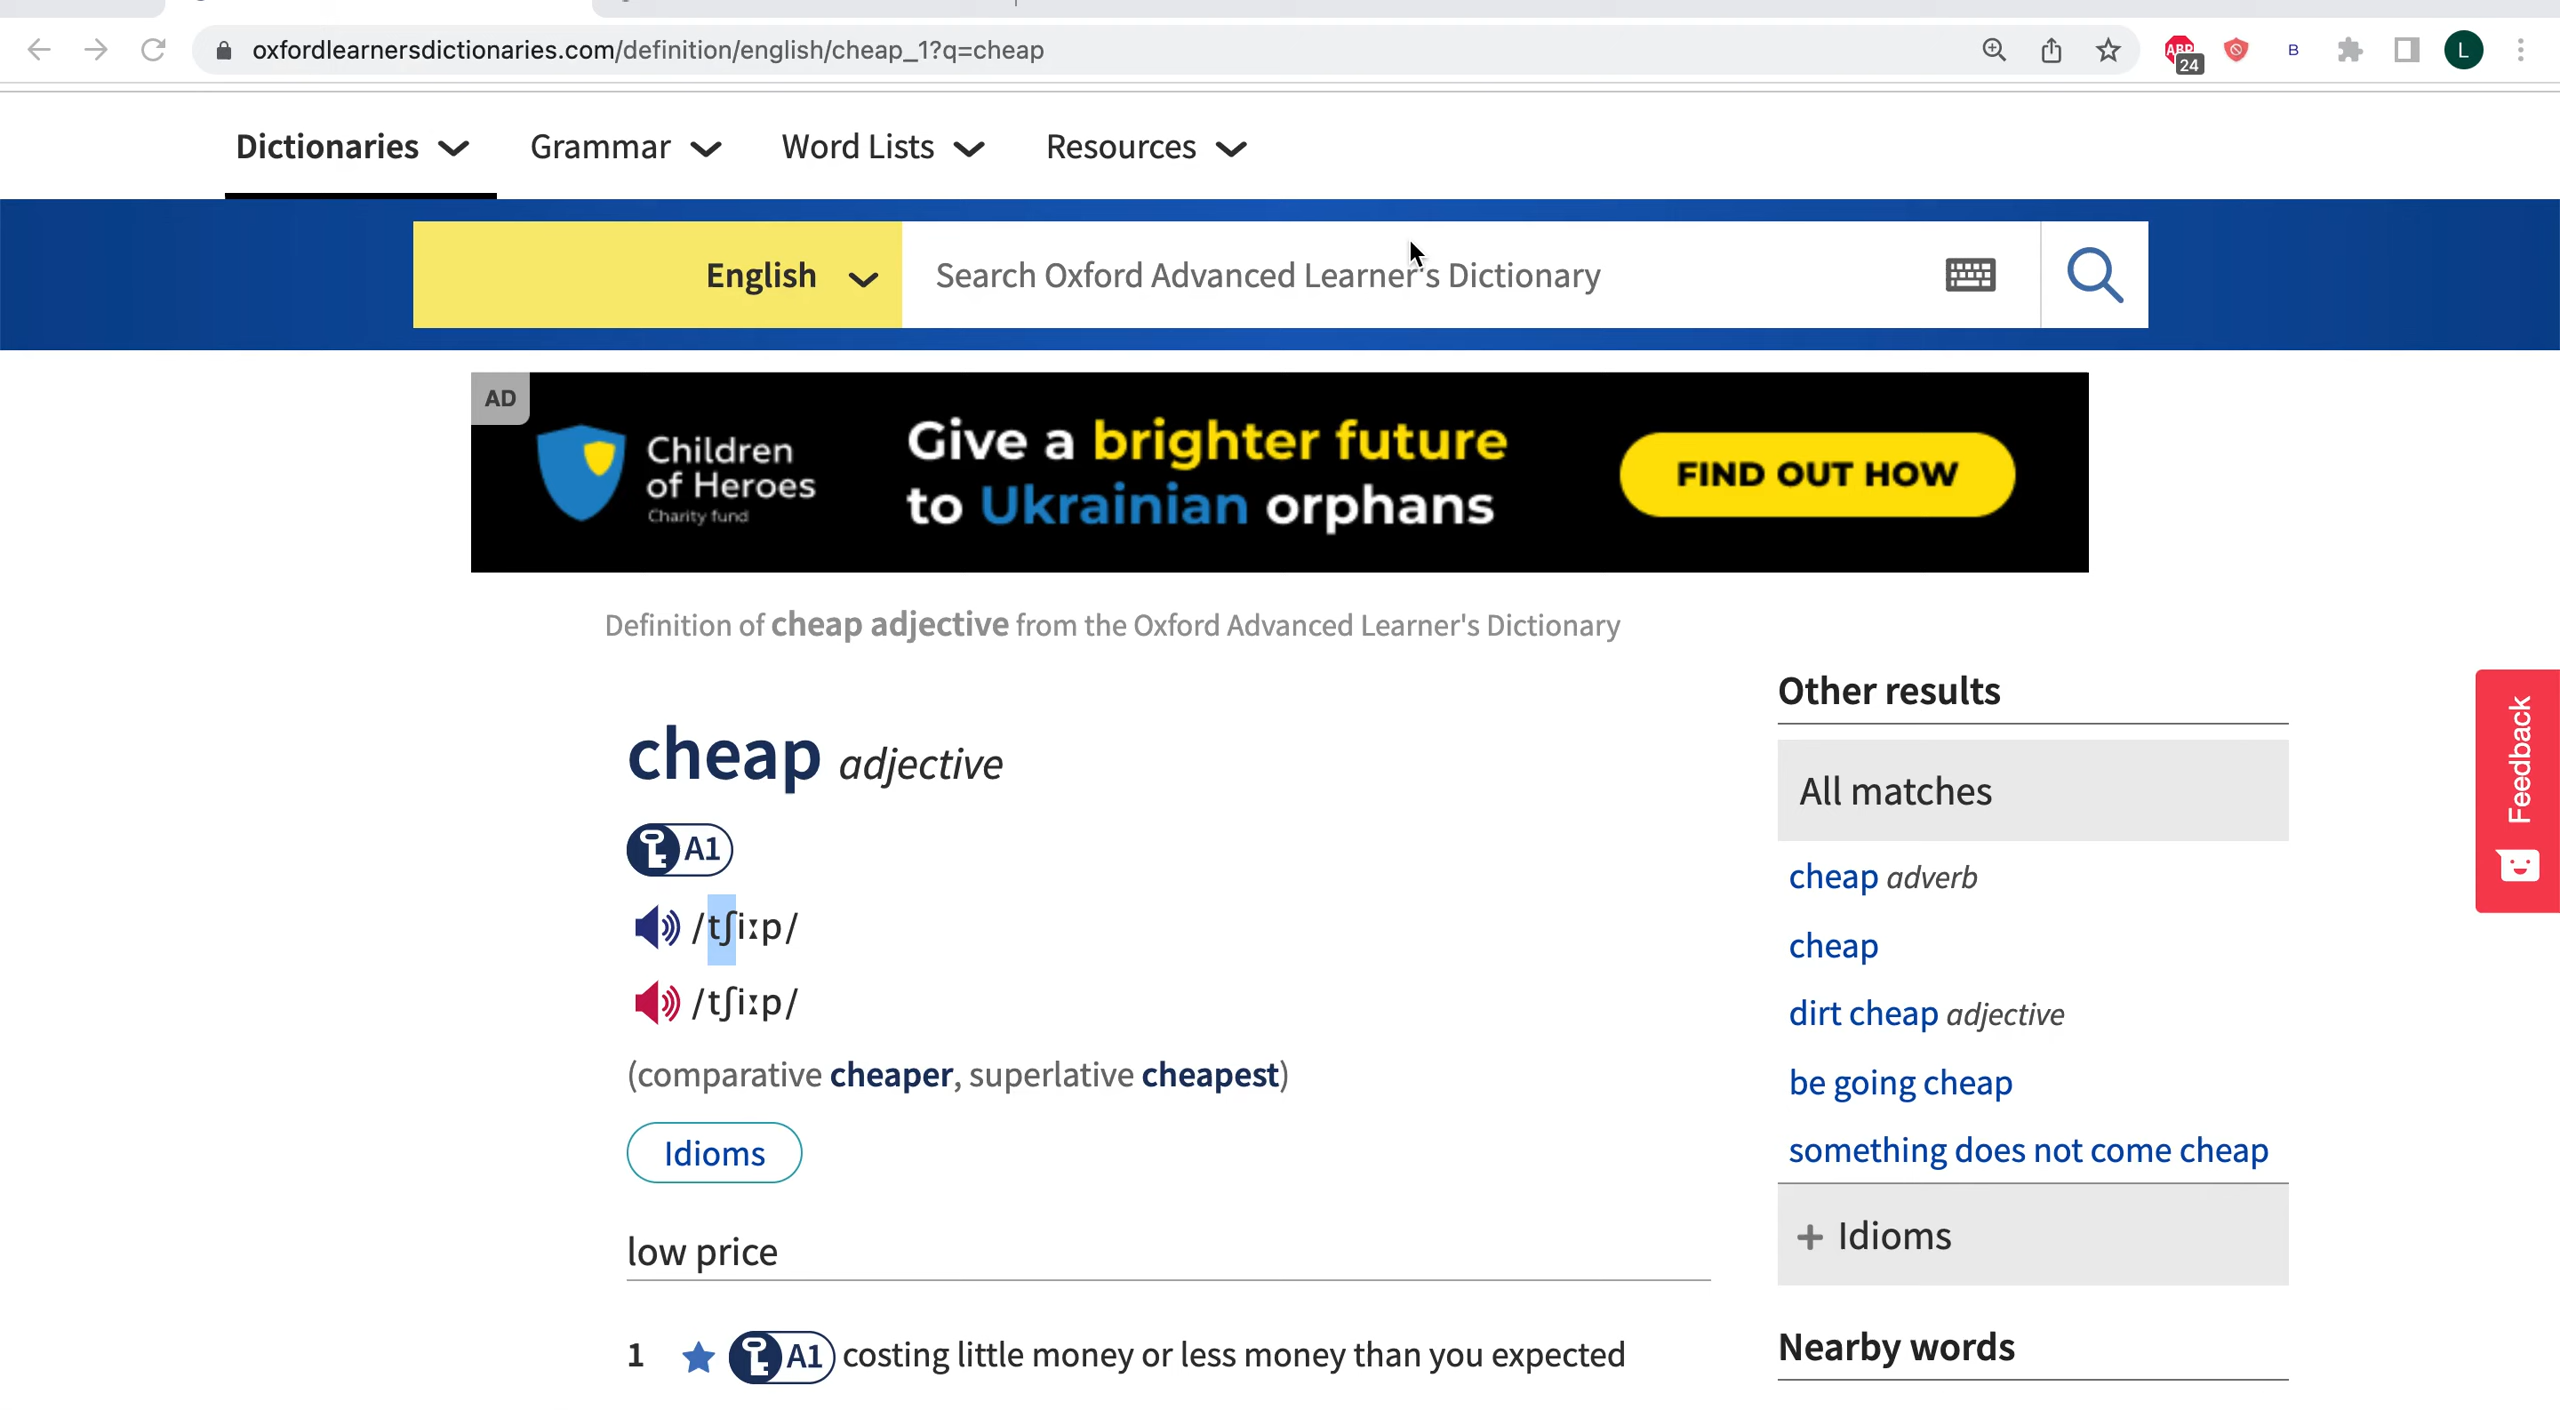 oxfordlearnersdictionaries.com/definition/english/cheap_1?q=cheap
ABP
24
B
L
Dictionaries
Grammar
Word Lists
Resources
English
Search Oxford Advanced Learner's Dictionary
AD
Children
of Heroes
Charity fund
Give a brighter future
to Ukrainian orphans
FIND OUT HOW
Definition of cheap adjective from the Oxford Advanced Learner's Dictionary
cheap adjective
A1
/tʃiːp/
/tʃiːp/
(comparative cheaper, superlative cheapest)
Idioms
low price
1 A1 costing little money or less money than you expected
Other results
All matches
cheap adverb
cheap
dirt cheap adjective
be going cheap
something does not come cheap
+ Idioms
Nearby words
Feedback